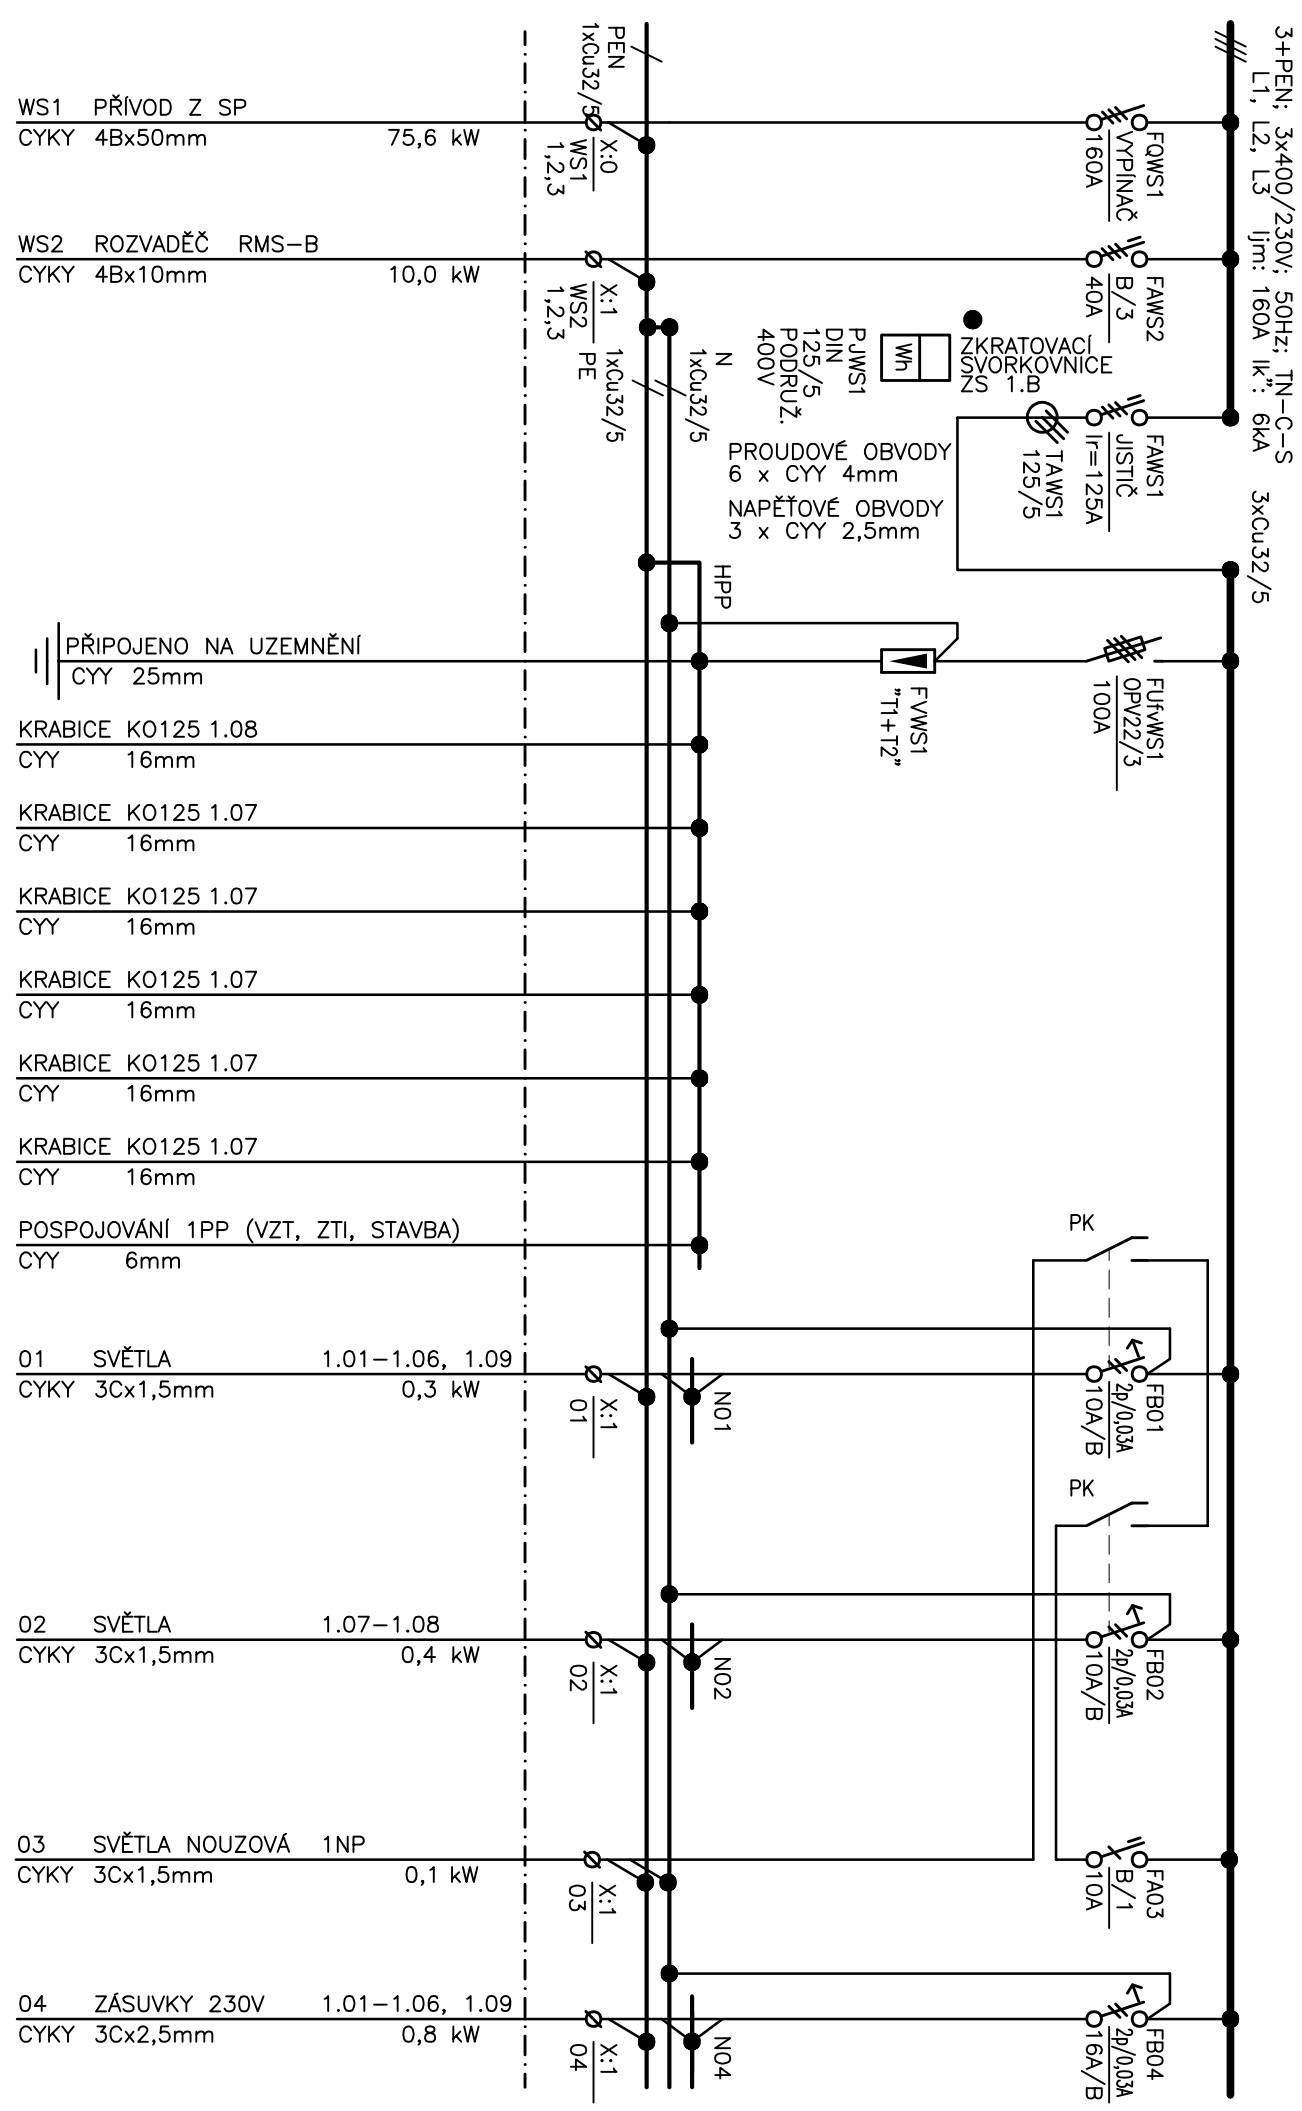 3+PEN; 3x400/230V; 50Hz; TN-C-S
L1, L2, L3 Ijm: 160A Ik": 6kA
3xCu32/5
PEN
1xCu32/5
WS1 PŘÍVOD Z SP
CYKY 4Bx50mm 75,6 kW
X:0
WS1
1,2,3
FQWS1
VYPÍNAČ
160A
WS2 ROZVADĚČ RMS-B
CYKY 4Bx10mm 10,0 kW
X:1
WS2
1,2,3
FAWS2
B/3
40A
PE
1xCu32/5
N
1xCu32/5
PJWS1
DIN
125/5
PODRUŽ.
400V
Wh
ZKRATOVACÍ
SVORKOVNICE
ZS 1.B
FAWS1
JISTIČ
Ir=125A
TAWS1
125/5
PROUDOVÉ OBVODY
6 x CYY 4mm
NAPĚŤOVÉ OBVODY
3 x CYY 2,5mm
HPP
PŘIPOJENO NA UZEMNĚNÍ
CYY 25mm
FVWS1
"T1+T2"
FUfvWS1
OPV22/3
100A
KRABICE KO125 1.08
CYY 16mm
KRABICE KO125 1.07
CYY 16mm
KRABICE KO125 1.07
CYY 16mm
KRABICE KO125 1.07
CYY 16mm
KRABICE KO125 1.07
CYY 16mm
KRABICE KO125 1.07
CYY 16mm
POSPOJOVÁNÍ 1PP (VZT, ZTI, STAVBA)
CYY 6mm
PK
01 SVĚTLA 1.01-1.06, 1.09
CYKY 3Cx1,5mm 0,3 kW
X:1
01
N01
FB01
2p/0,03A
10A/B
PK
02 SVĚTLA 1.07-1.08
CYKY 3Cx1,5mm 0,4 kW
X:1
02
N02
FB02
2p/0,03A
10A/B
03 SVĚTLA NOUZOVÁ 1NP
CYKY 3Cx1,5mm 0,1 kW
X:1
03
FA03
B/1
10A
04 ZÁSUVKY 230V 1.01-1.06, 1.09
CYKY 3Cx2,5mm 0,8 kW
X:1
04
N04
FB04
2p/0,03A
16A/B